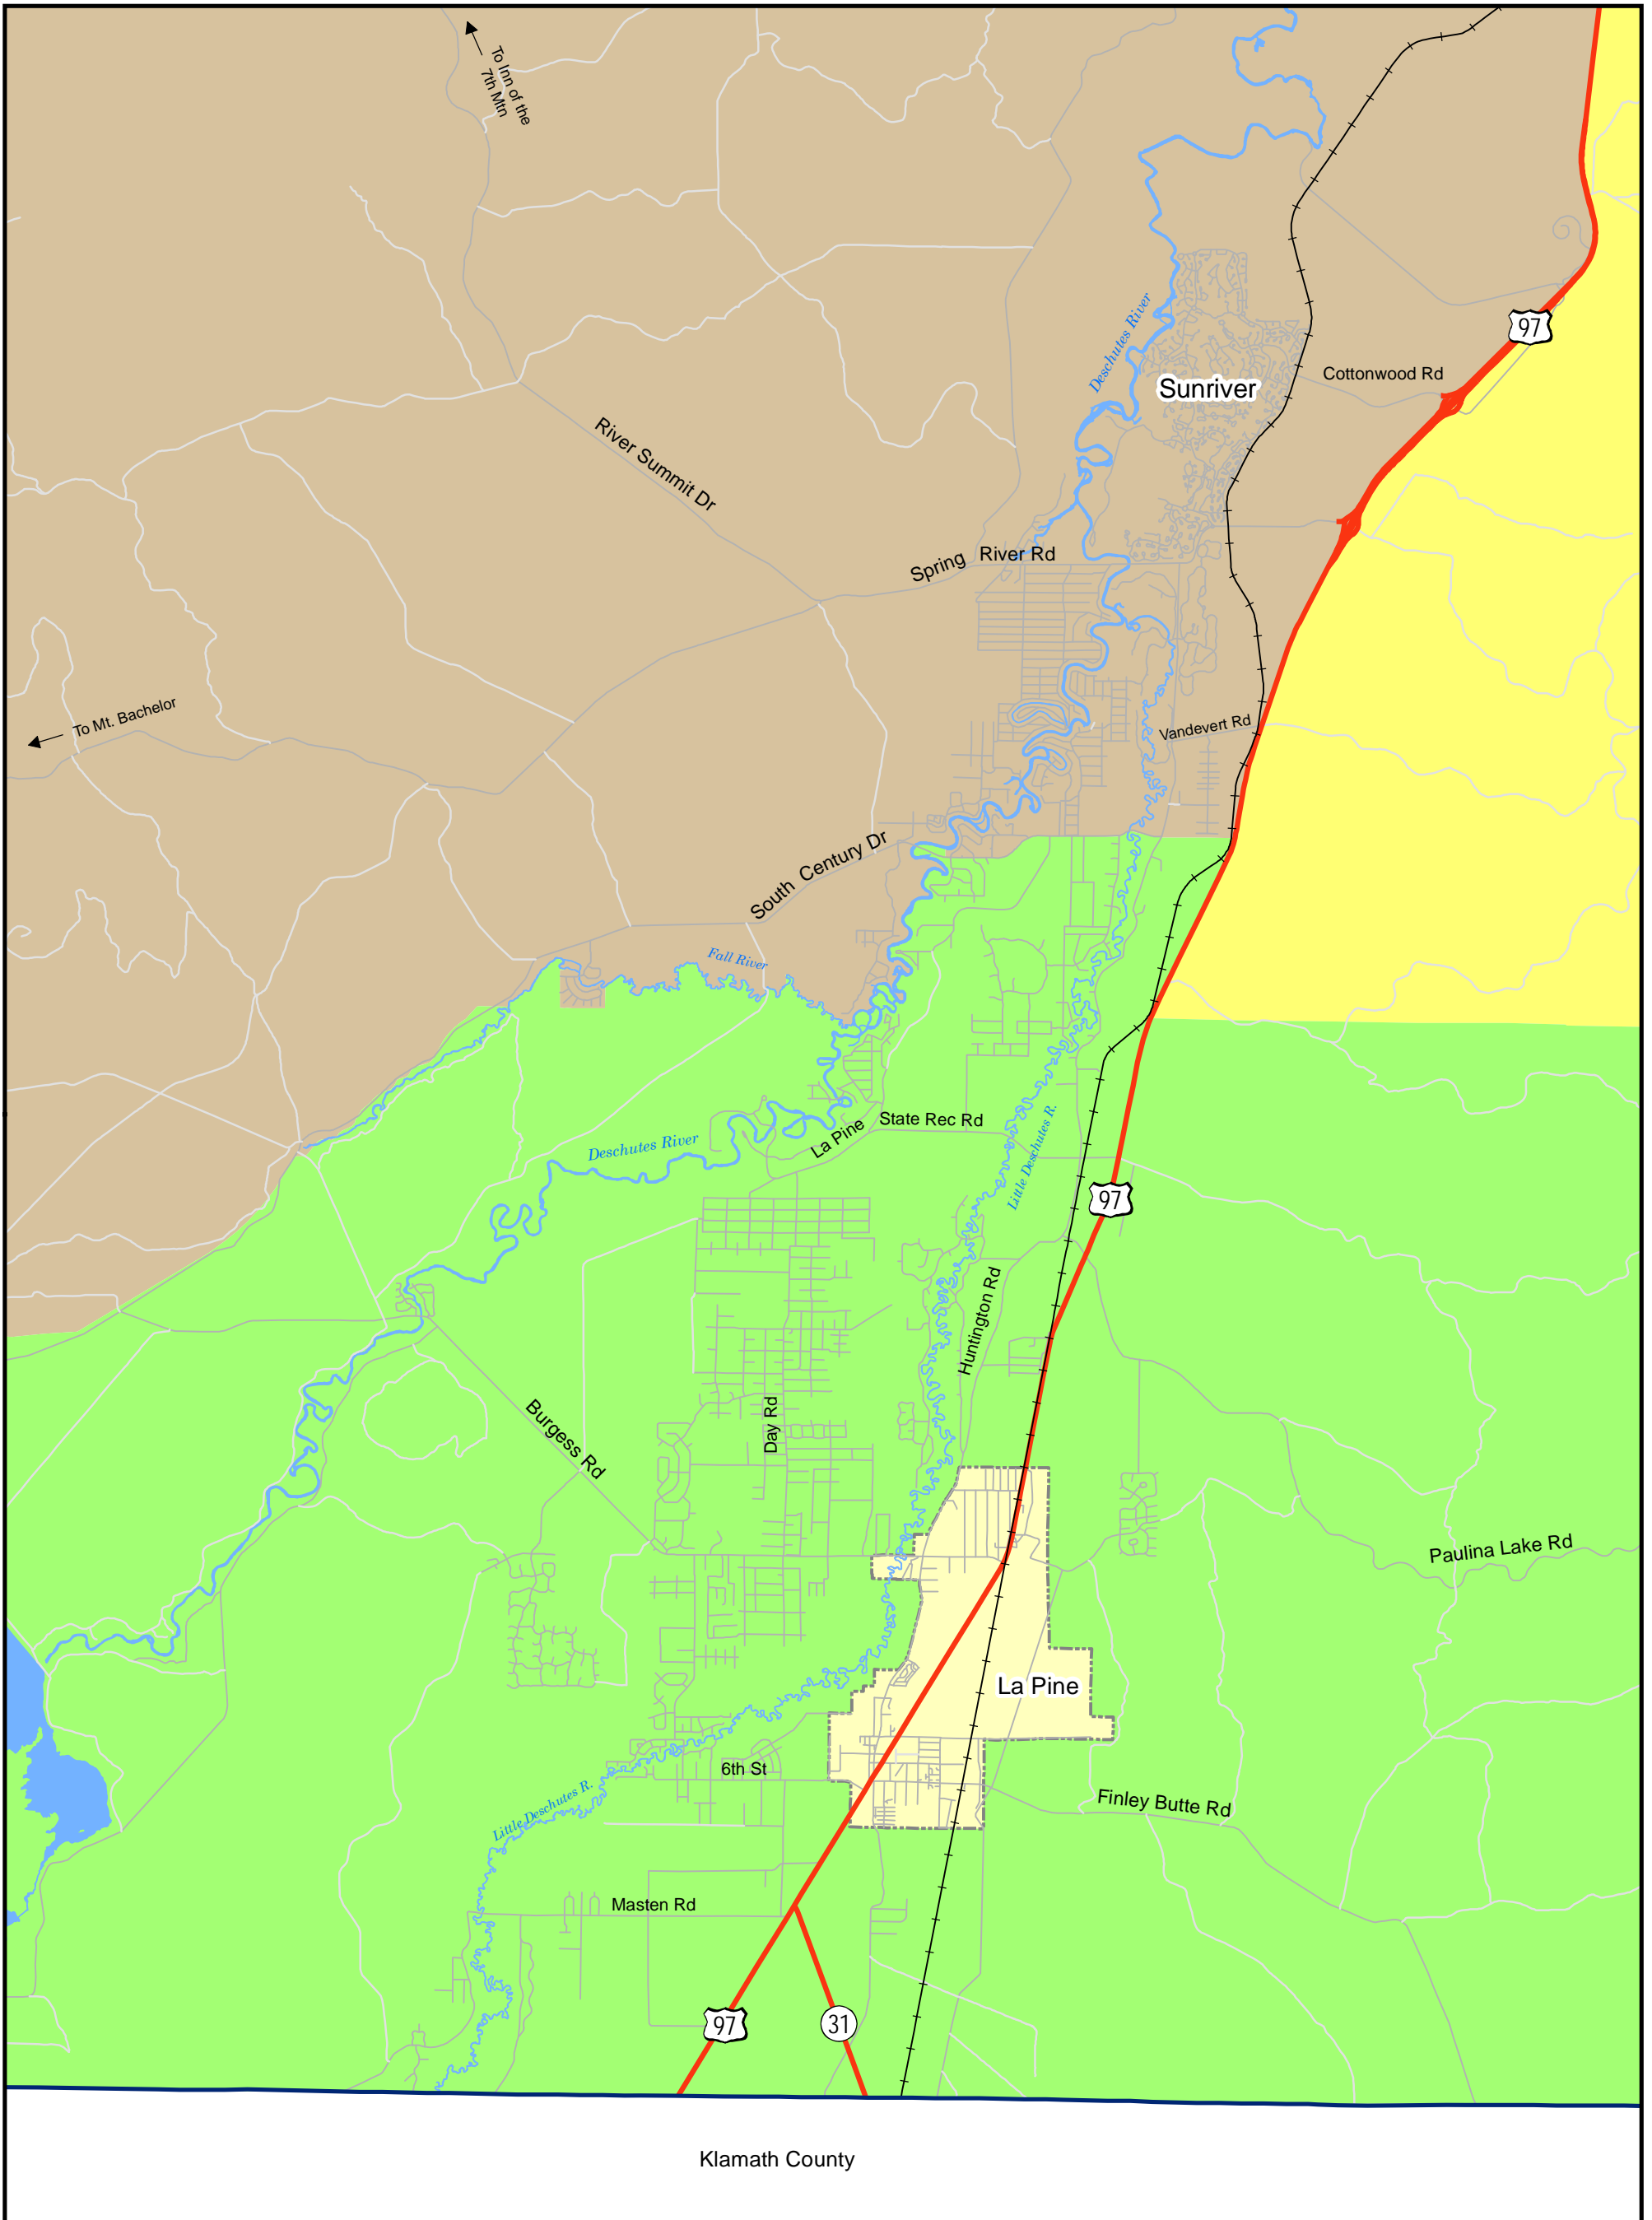 To Inn of the
7th Mtn
97
Deschutes River
Cottonwood Rd
Sunriver
River Summit Dr
Spring River Rd
To Mt. Bachelor
Vandevert Rd
South Century Dr
Fall River
State Rec Rd
La Pine
Deschutes River
Little Deschutes R.
97
Huntington Rd
Day Rd
Burgess Rd
Paulina Lake Rd
La Pine
6th St
Finley Butte Rd
Little Deschutes R.
Masten Rd
97
31
Klamath County